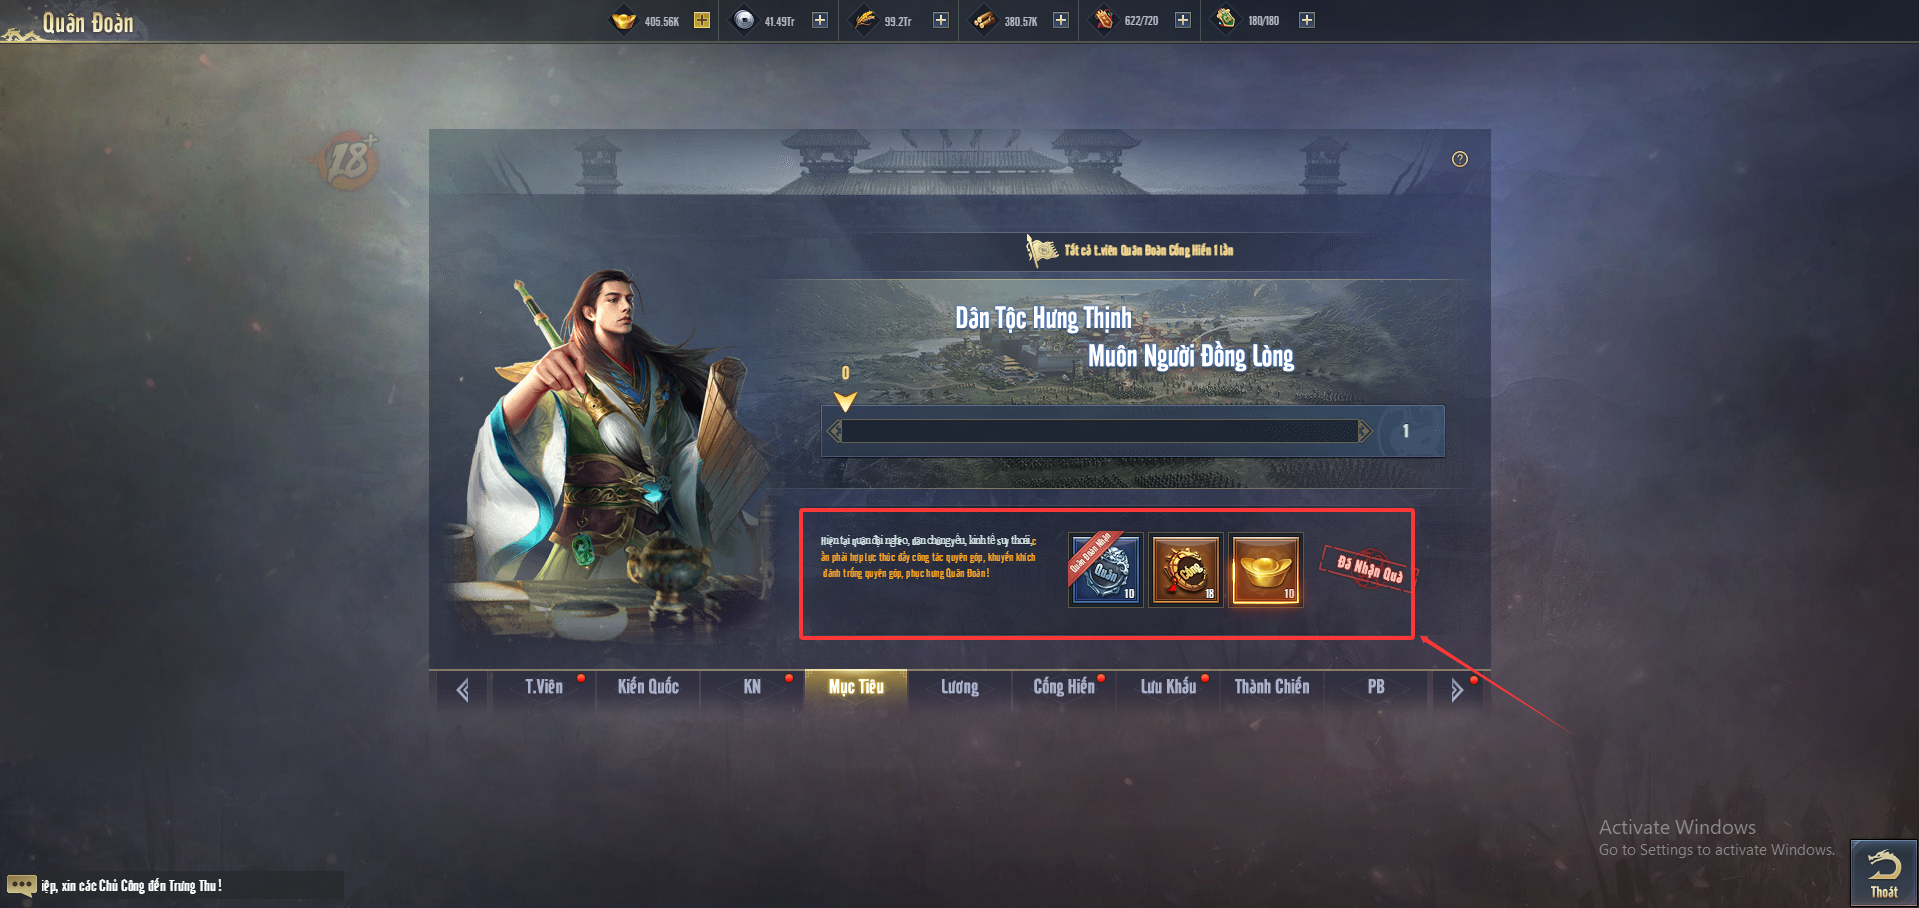 Quân Đoàn
405.56K
41.49Tr
99.2Tr
380.57K
622/720
180/180
18+
?
Tất cả t.viên Quân Đoàn Cống Hiến 1 lần
Dân Tộc Hưng Thịnh
Muôn Người Đồng Lòng
0
1
Hiện tại quân đội nghèo, dân chúng yếu, kinh tế suy thoái, c
ần phải hợp lực thúc đẩy công tác quyên góp, khuyến khích
đánh trống quyên góp, phục hưng Quân Đoàn!
Quân Đoàn Nhận
Quân
10
Cống
18
10
Đã Nhận Quà
T.Viên
Kiến Quốc
KN
Mục Tiêu
Lương
Cống Hiến
Lưu Khấu
Thành Chiến
PB
Activate Windows
Go to Settings to activate Windows.
iệp, xin các Chủ Công đến Trưng Thu !
Thoát